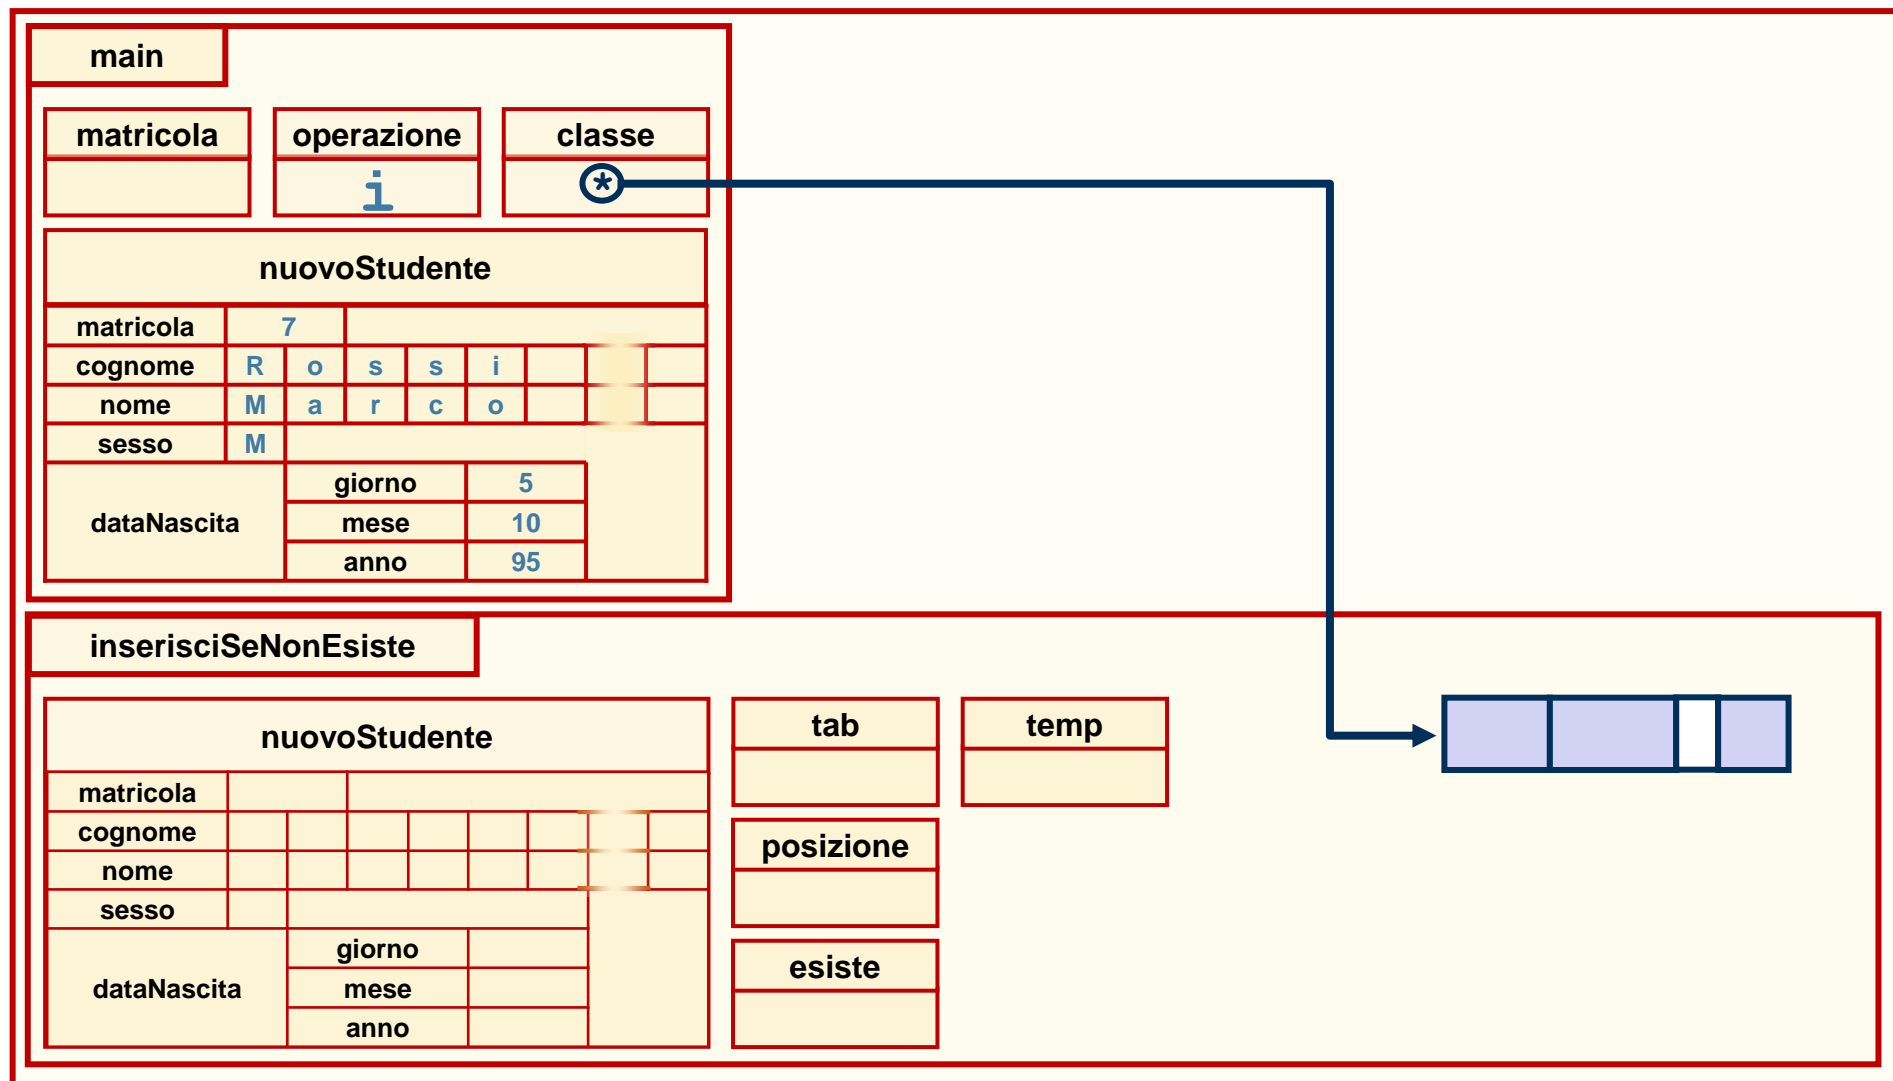 main
matricola operazione classe
i *
nuovoStudente
matricola 7
cognome R o s s i
nome M a r c o
sesso M
dataNascita
giorno 5
mese 10
anno 95
inserisciSeNonEsiste
nuovoStudente
matricola
cognome
nome
sesso
dataNascita
giorno
mese
anno
tab temp
posizione
esiste